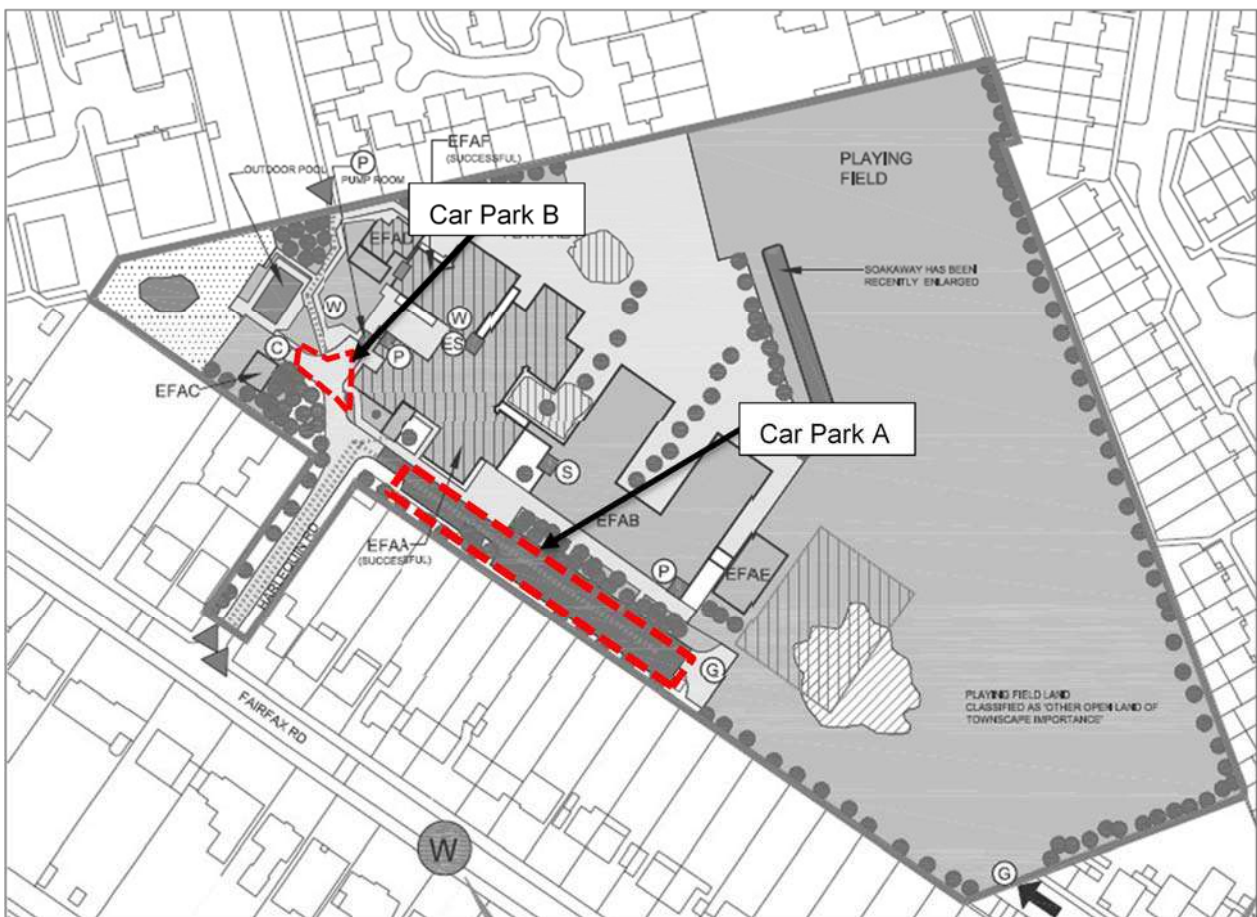 EFAF
(SUCCESSFUL)
P
OUTDOOR POOL
PUMP ROOM
PLAYING
FIELD
Car Park B
EFAD
SOAKAWAY HAS BEEN
RECENTLY ENLARGED
W
W
ES
C
P
EFAC
Car Park A
S
EFAB
EFAA
(SUCCESSFUL)
P
EFAE
HARLEQUIN RD
G
PLAYING FIELD LAND
CLASSIFIED AS 'OTHER OPEN LAND OF
TOWNSCAPE IMPORTANCE'
FAIRFAX RD
W
G